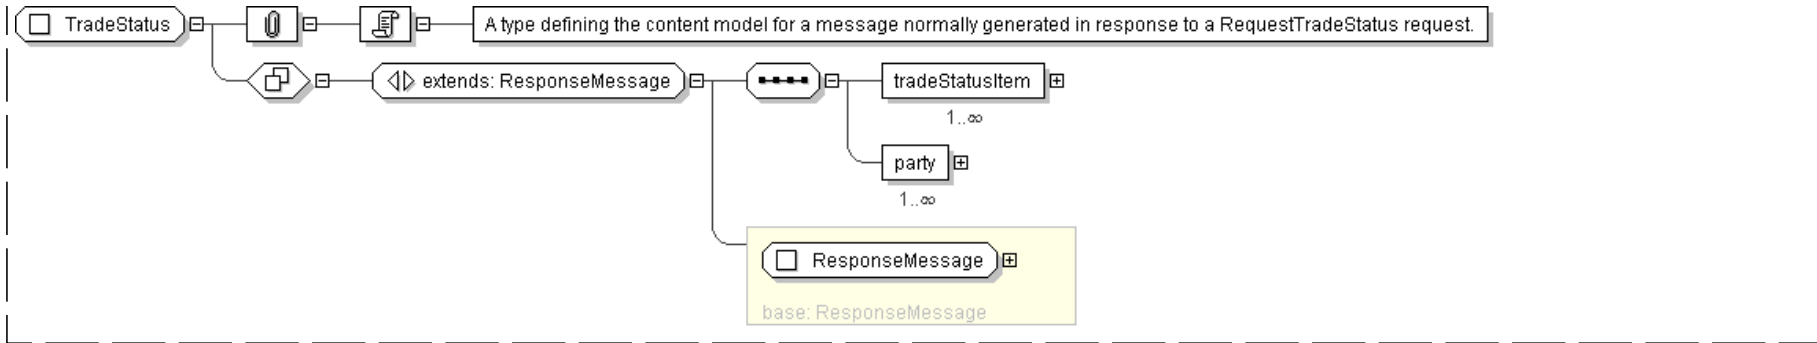 TradeStatus
A type defining the content model for a message normally generated in response to a RequestTradeStatus request.
extends: ResponseMessage
tradeStatusItem
1..∞
party
1..∞
ResponseMessage
base: ResponseMessage